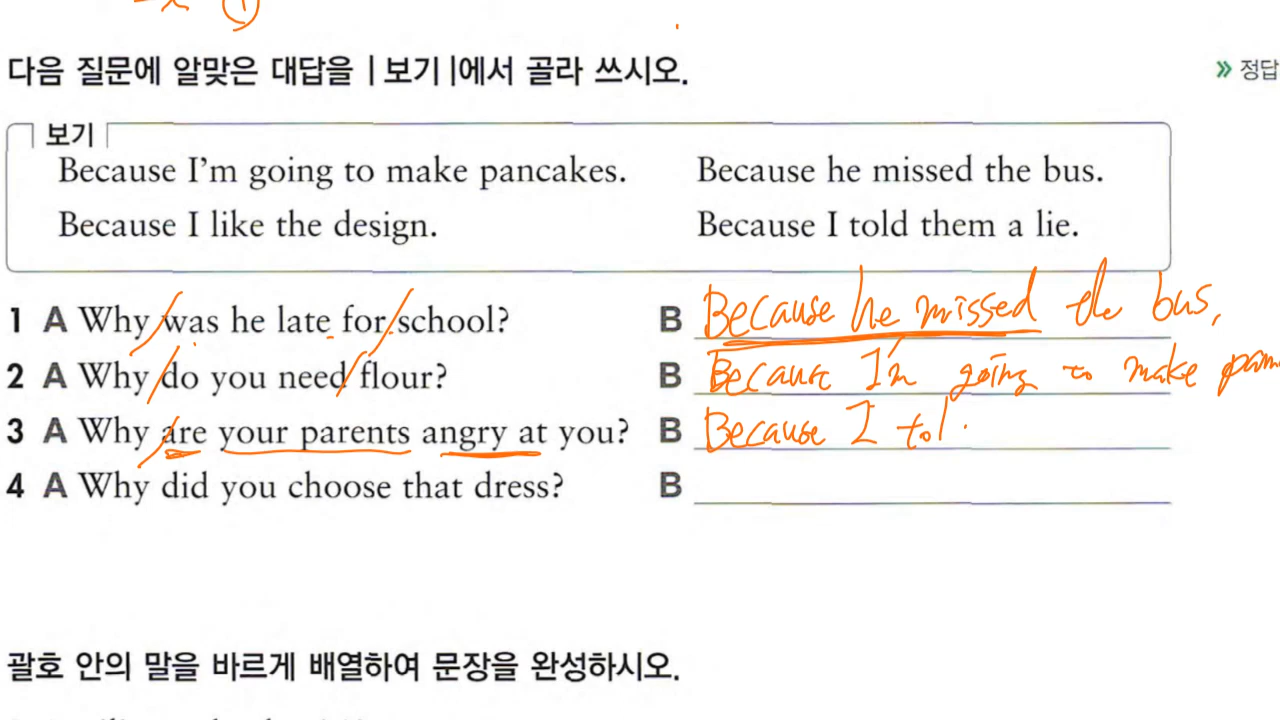 다음 질문에 알맞은 대답을 |보기|에서 골라 쓰시오.
» 정답
보기
Because I'm going to make pancakes. Because he missed the bus.
Because I like the design. Because I told them a lie.
1 A Why was he late for school? B Because he missed the bus,
2 A Why do you need flour? B Because I'm going to make
3 A Why are your parents angry at you? B Because I tol
4 A Why did you choose that dress? B
괄호 안의 말을 바르게 배열하여 문장을 완성하시오.